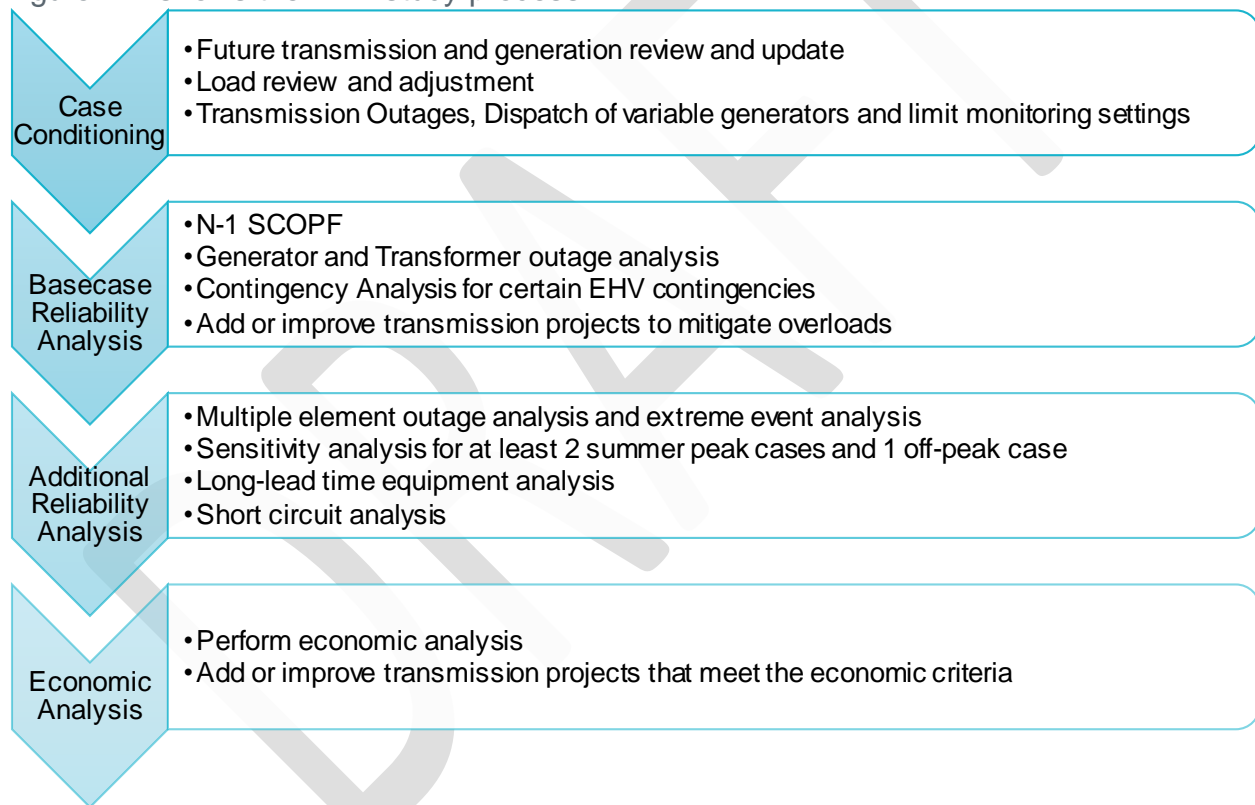 Case
Conditioning
•Future transmission and generation review and update
•Load review and adjustment
•Transmission Outages, Dispatch of variable generators and limit monitoring settings
Basecase
Reliability
Analysis
•N-1 SCOPF
•Generator and Transformer outage analysis
•Contingency Analysis for certain EHV contingencies
•Add or improve transmission projects to mitigate overloads
Additional
Reliability
Analysis
•Multiple element outage analysis and extreme event analysis
•Sensitivity analysis for at least 2 summer peak cases and 1 off-peak case
•Long-lead time equipment analysis
•Short circuit analysis
Economic
Analysis
•Perform economic analysis
•Add or improve transmission projects that meet the economic criteria
DRAFT